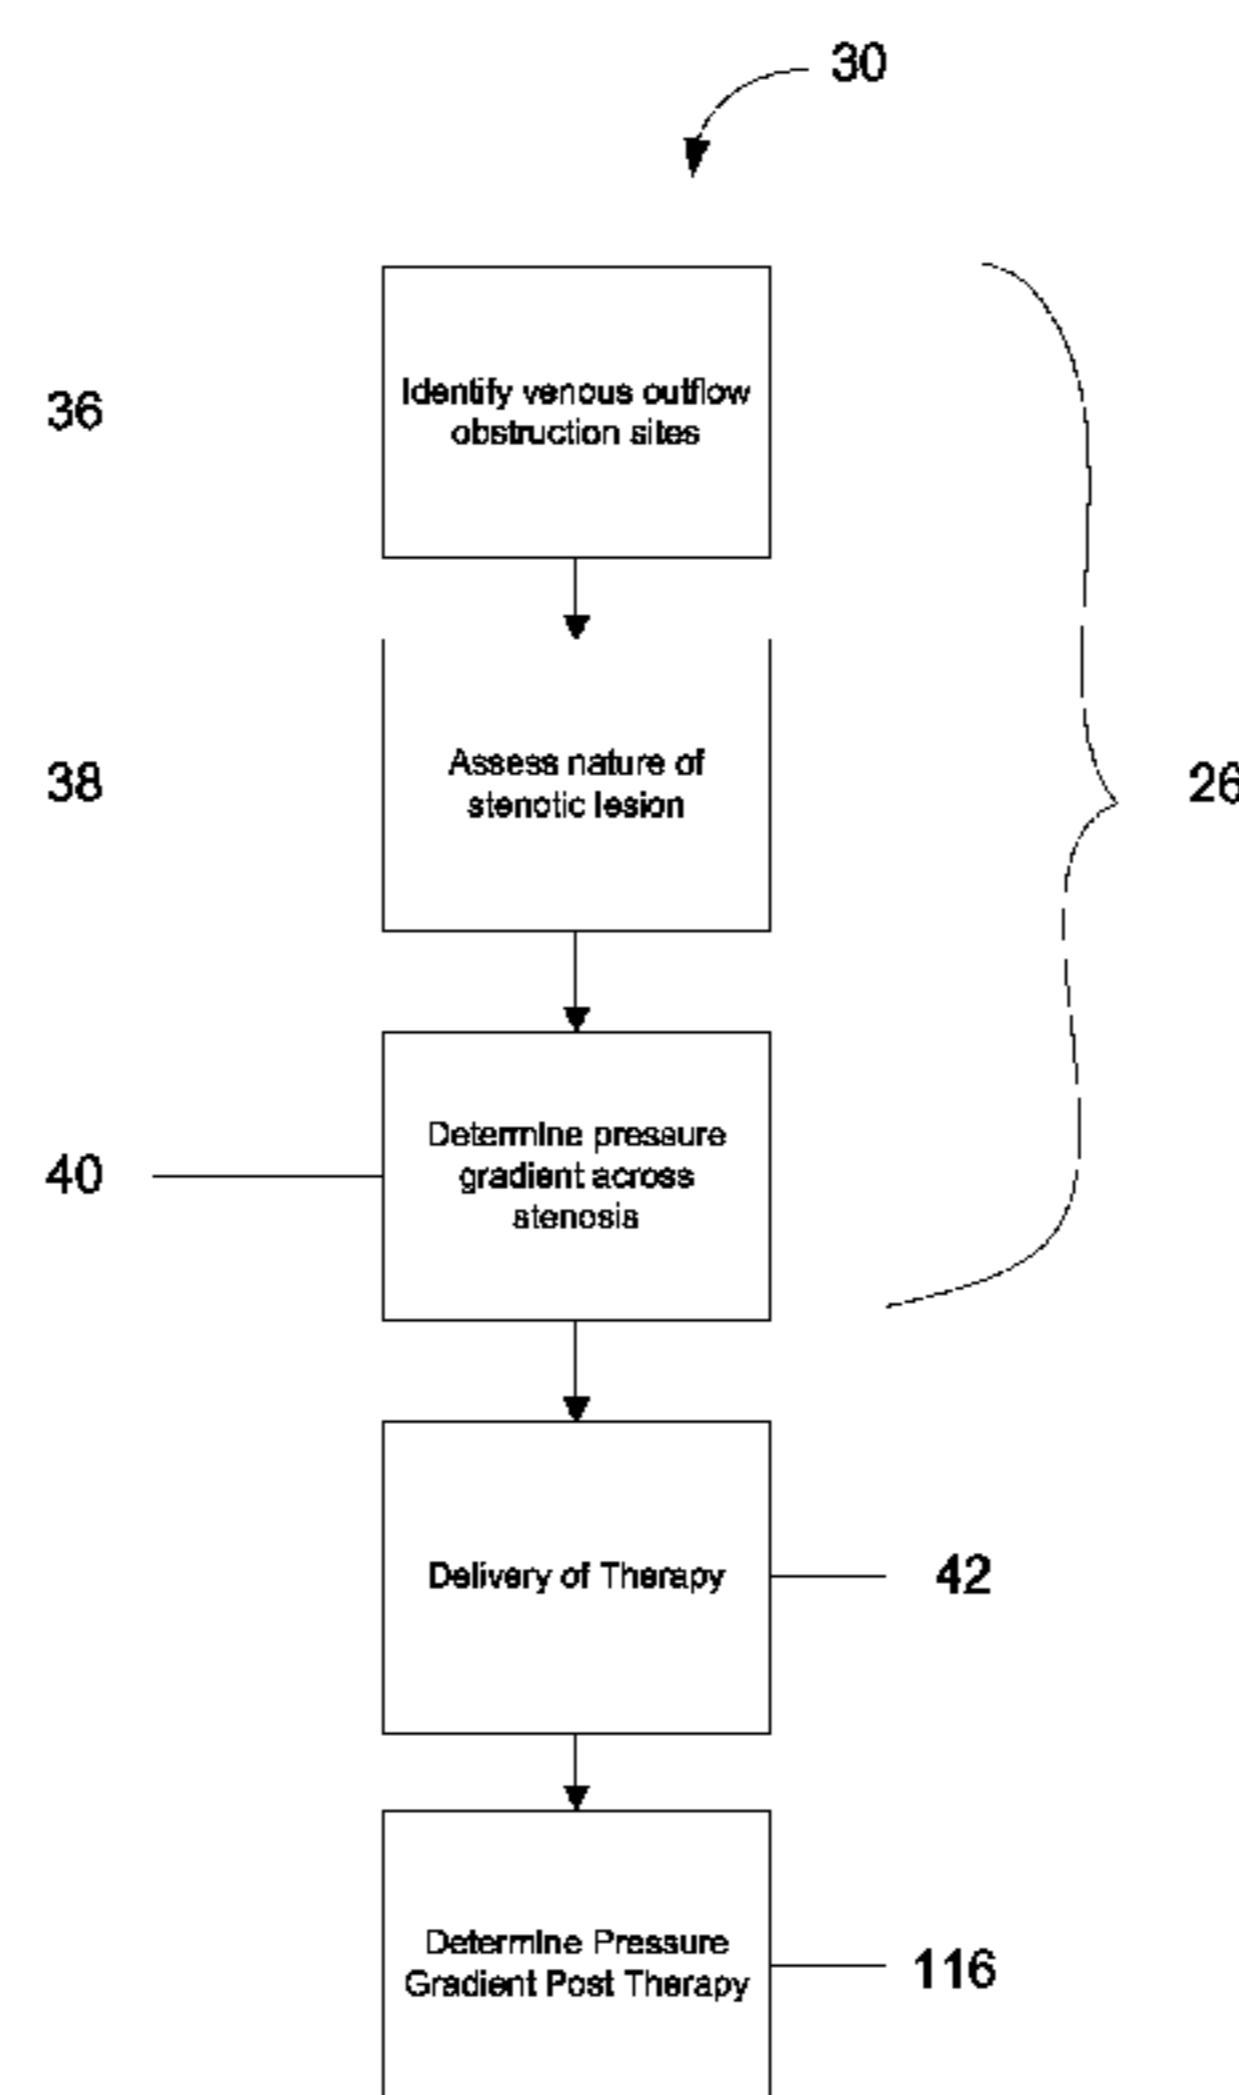 30
36
Identify venous outflow
obstruction sites
38
Assess nature of
stenotic lesion
26
40
Determine pressure
gradient across
stenosis
Delivery of Therapy
42
Determine Pressure
Gradient Post Therapy
116